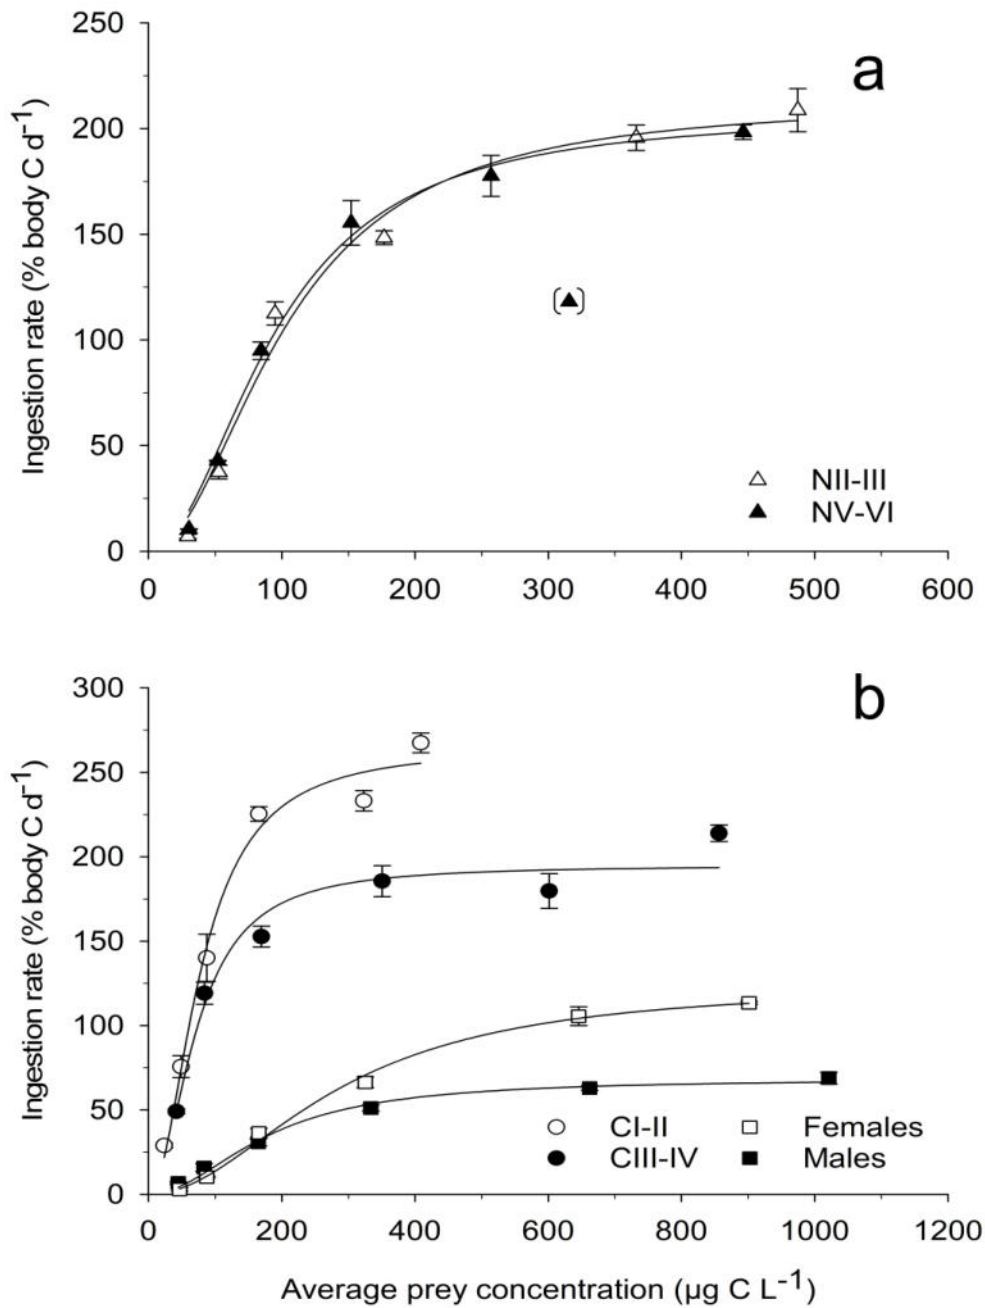 a
250
200
150
100
50
0
Ingestion rate (% body C d⁻¹)
NII-III
NV-VI
0 100 200 300 400 500 600
b
300
250
200
150
100
50
0
Ingestion rate (% body C d⁻¹)
CI-II Females
CIII-IV Males
0 200 400 600 800 1000 1200
Average prey concentration (µg C L⁻¹)